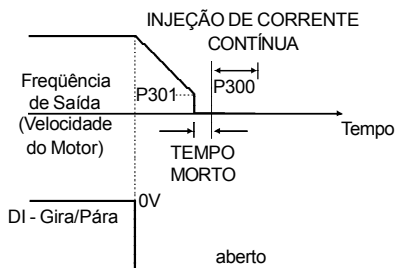 INJEÇÃO DE CORRENTE
CONTÍNUA
Freqüência
de Saída
(Velocidade
do Motor)
P301
P300
Tempo
TEMPO
MORTO
0V
DI - Gira/Pára
aberto